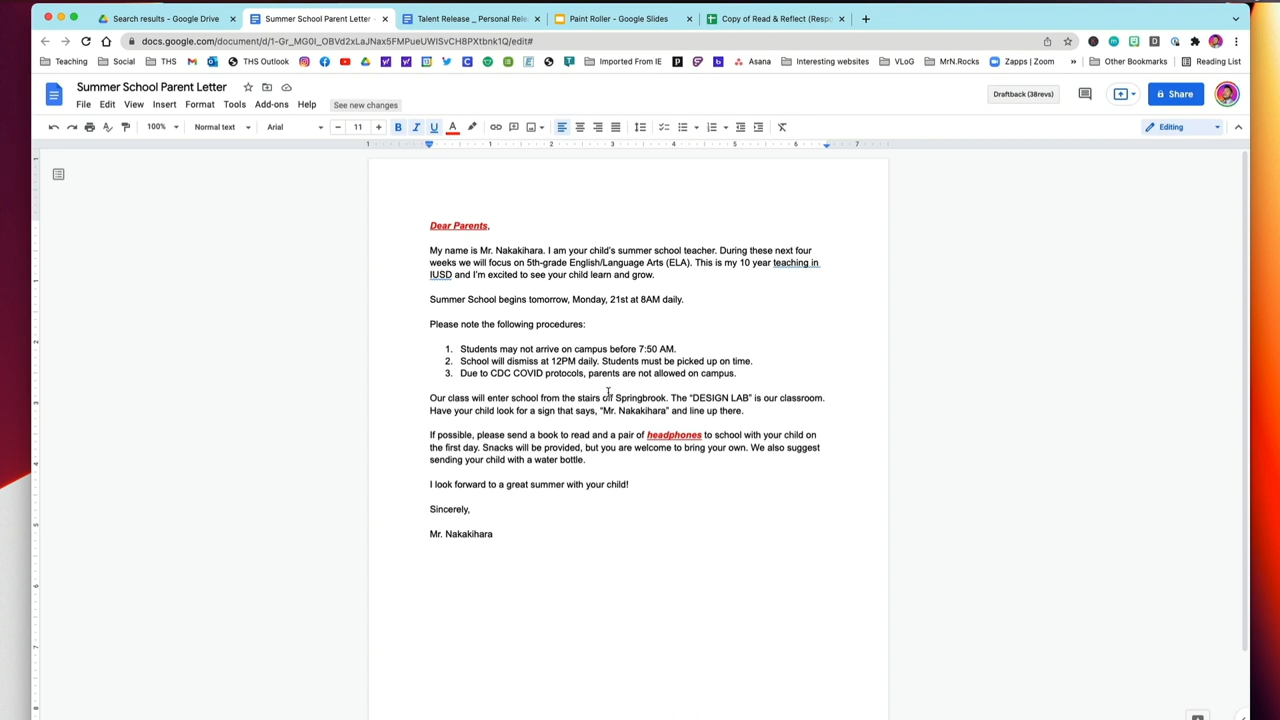 Search results - Google Drive
Summer School Parent Letter -
Talent Release _ Personal Rele
Paint Roller - Google Slides
Copy of Read & Reflect (Respo
docs.google.com/document/d/1-Gr_MG0I_OBVd2xLaJNax5FMPueUWISvCH8PXtbnk1Q/edit#
Teaching
Social
THS
THS Outlook
Imported From IE
Asana
Interesting websites
VLoG
MrN.Rocks
Zapps | Zoom
»
Other Bookmarks
Reading List
Summer School Parent Letter
File Edit View Insert Format Tools Add-ons Help
See new changes
Draftback (38revs)
Share
100%
Normal text
Arial
11
B I U A
Editing
1 1 2 3 4 5 6 7
Dear Parents,
My name is Mr. Nakakihara. I am your child's summer school teacher. During these next four
weeks we will focus on 5th-grade English/Language Arts (ELA). This is my 10 year teaching in
IUSD and I'm excited to see your child learn and grow.
Summer School begins tomorrow, Monday, 21st at 8AM daily.
Please note the following procedures:
1. Students may not arrive on campus before 7:50 AM.
2. School will dismiss at 12PM daily. Students must be picked up on time.
3. Due to CDC COVID protocols, parents are not allowed on campus.
Our class will enter school from the stairs off Springbrook. The “DESIGN LAB” is our classroom.
Have your child look for a sign that says, “Mr. Nakakihara” and line up there.
If possible, please send a book to read and a pair of headphones to school with your child on
the first day. Snacks will be provided, but you are welcome to bring your own. We also suggest
sending your child with a water bottle.
I look forward to a great summer with your child!
Sincerely,
Mr. Nakakihara